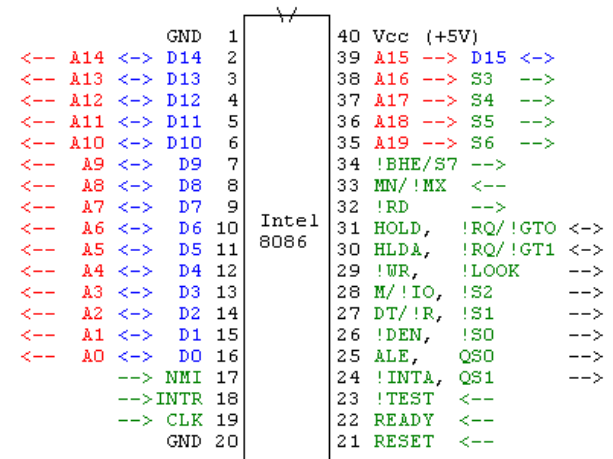 GND 1 40 Vcc (+5V)
<-- A14 <-> D14 2 39 A15 --> D15 <->
<-- A13 <-> D13 3 38 A16 --> S3 -->
<-- A12 <-> D12 4 37 A17 --> S4 -->
<-- A11 <-> D11 5 36 A18 --> S5 -->
<-- A10 <-> D10 6 35 A19 --> S6 -->
<-- A9 <-> D9 7 34 !BHE/S7 -->
<-- A8 <-> D8 8 33 MN/!MX <--
<-- A7 <-> D7 9 32 !RD -->
<-- A6 <-> D6 10 Intel 31 HOLD, !RQ/!GT0 <->
<-- A5 <-> D5 11 8086 30 HLDA, !RQ/!GT1 <->
<-- A4 <-> D4 12 29 !WR, !LOOK -->
<-- A3 <-> D3 13 28 M/!IO, !S2 -->
<-- A2 <-> D2 14 27 DT/!R, !S1 -->
<-- A1 <-> D1 15 26 !DEN, !S0 -->
<-- A0 <-> D0 16 25 ALE, QS0 -->
--> NMI 17 24 !INTA, QS1 -->
-->INTR 18 23 !TEST <--
--> CLK 19 22 READY <--
GND 20 21 RESET <--